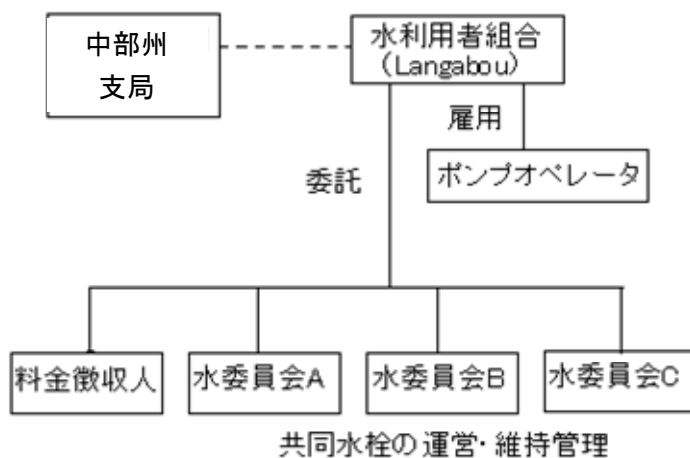 中部州
支局
水利用者組合
(Langabou)
雇用
委託
ポンプオペレータ
料金徴収人
水委員会A
水委員会B
水委員会C
共同水栓の運営・維持管理